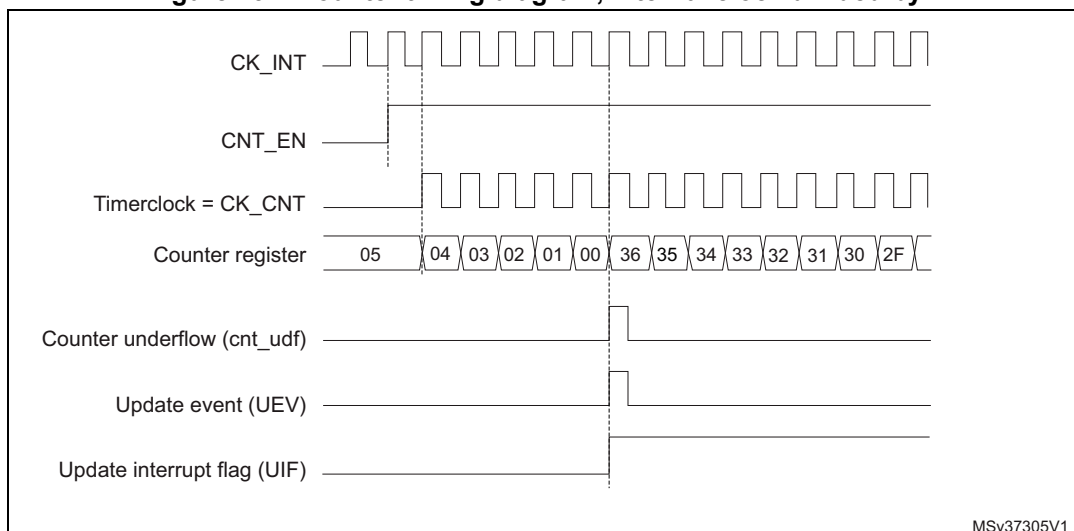 CK_INT
CNT_EN
Timerclock = CK_CNT
Counter register 05 04 03 02 01 00 36 35 34 33 32 31 30 2F
Counter underflow (cnt_udf)
Update event (UEV)
Update interrupt flag (UIF)
MSv37305V1